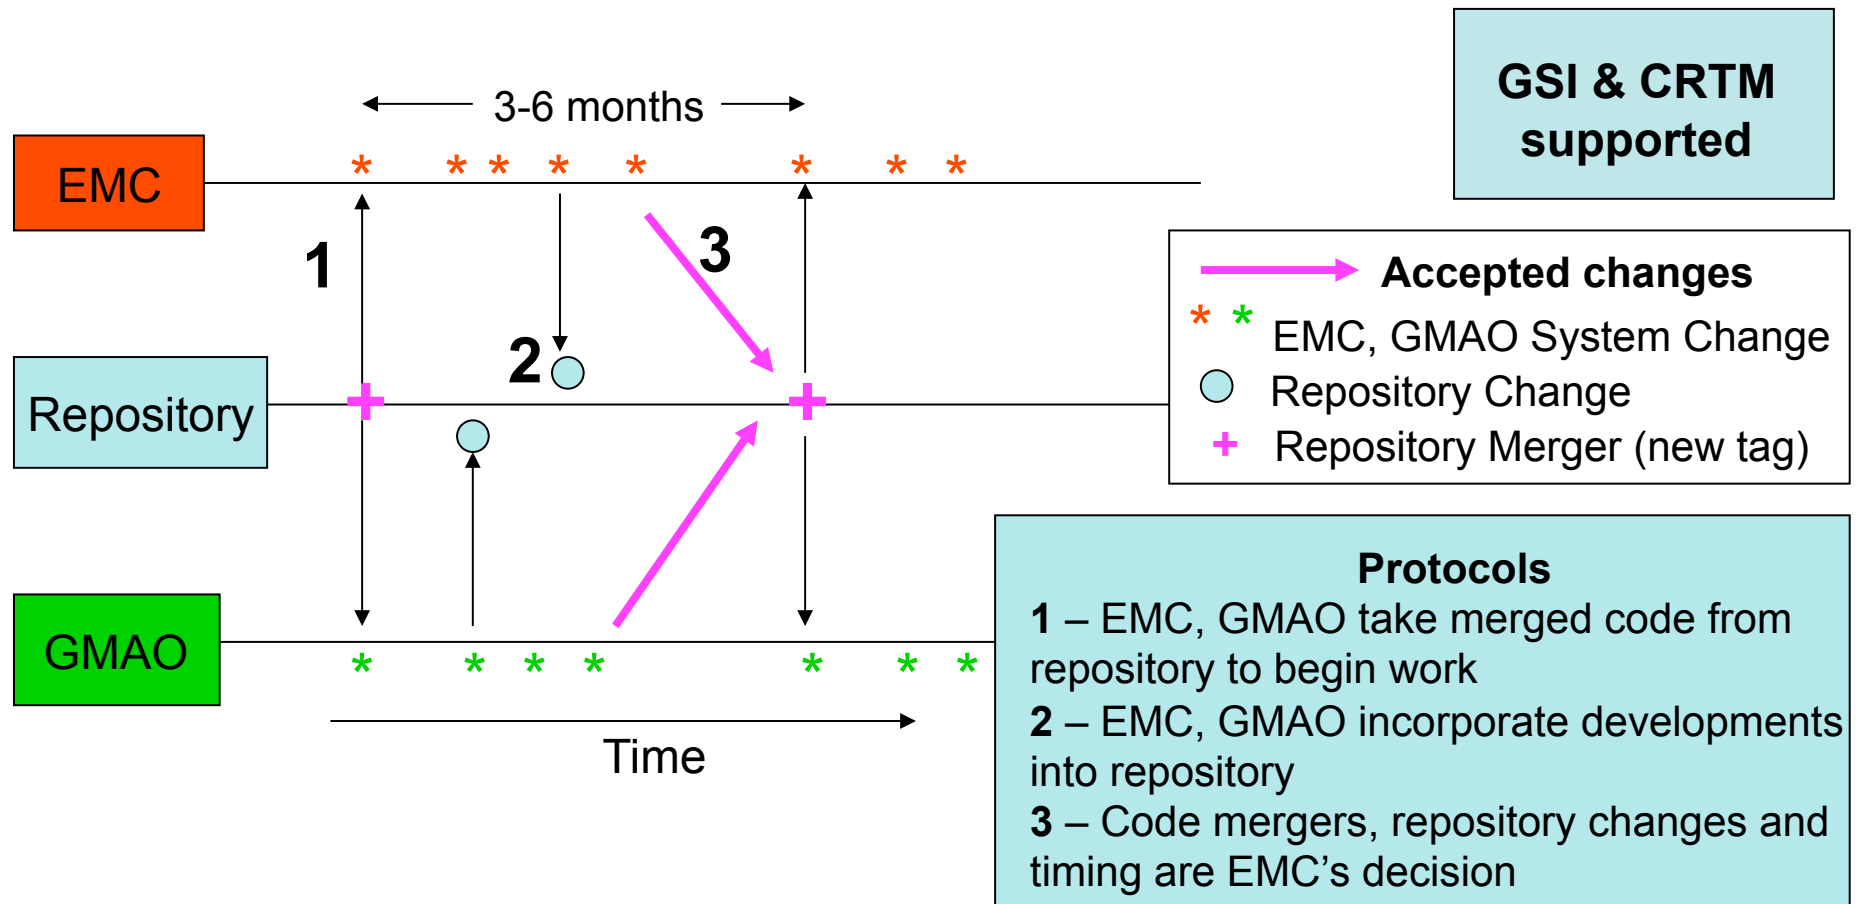 GSI & CRTM
supported
3-6 months
EMC
* * * * * * * *
1
3
2
Repository
+ +
GMAO
* * * * * * *
Time
Accepted changes
* * EMC, GMAO System Change
Repository Change
+ Repository Merger (new tag)
Protocols
1 – EMC, GMAO take merged code from
repository to begin work
2 – EMC, GMAO incorporate developments
into repository
3 – Code mergers, repository changes and
timing are EMC’s decision